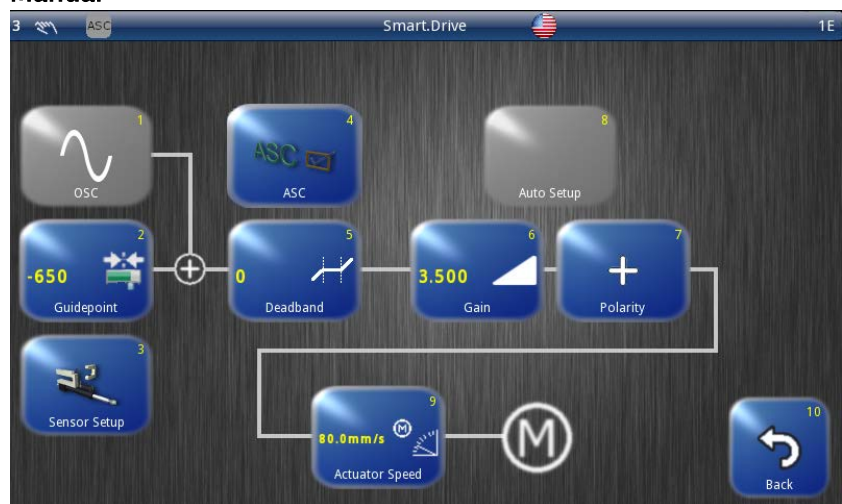 Manual
3 ASC Smart.Drive 1E
1
OSC
4
ASC
ASC
8
Auto Setup
2
-650
Guidepoint
5
0
Deadband
6
3.500
Gain
7
Polarity
3
Sensor Setup
9
80.0mm/s
M
Actuator Speed
M
10
Back